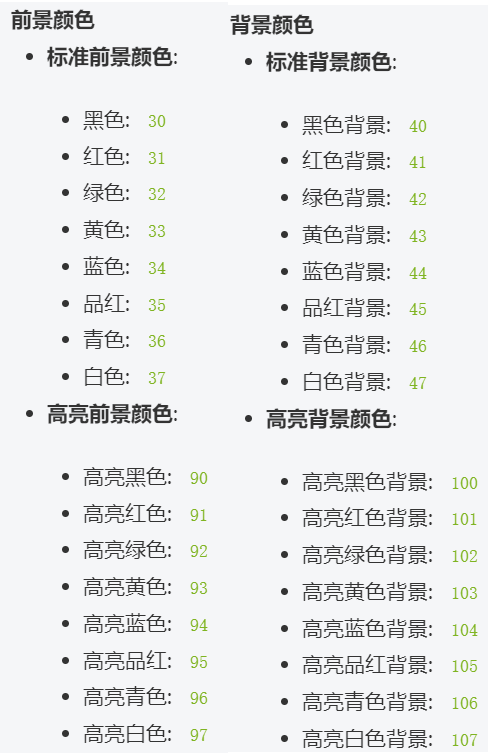 前景颜色
标准前景颜色:
黑色: 30
红色: 31
绿色: 32
黄色: 33
蓝色: 34
品红: 35
青色: 36
白色: 37
高亮前景颜色:
高亮黑色: 90
高亮红色: 91
高亮绿色: 92
高亮黄色: 93
高亮蓝色: 94
高亮品红: 95
高亮青色: 96
高亮白色: 97
背景颜色
标准背景颜色:
黑色背景: 40
红色背景: 41
绿色背景: 42
黄色背景: 43
蓝色背景: 44
品红背景: 45
青色背景: 46
白色背景: 47
高亮背景颜色:
高亮黑色背景: 100
高亮红色背景: 101
高亮绿色背景: 102
高亮黄色背景: 103
高亮蓝色背景: 104
高亮品红背景: 105
高亮青色背景: 106
高亮白色背景: 107